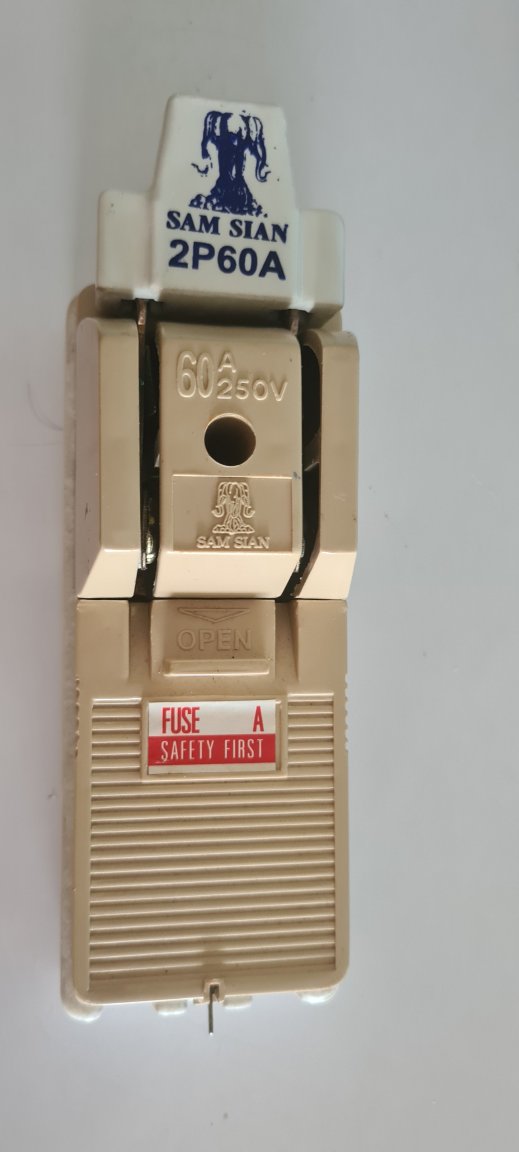 SAM SIAN
2P60A
60A
250V
SAM SIAN
OPEN
FUSE A
SAFETY FIRST